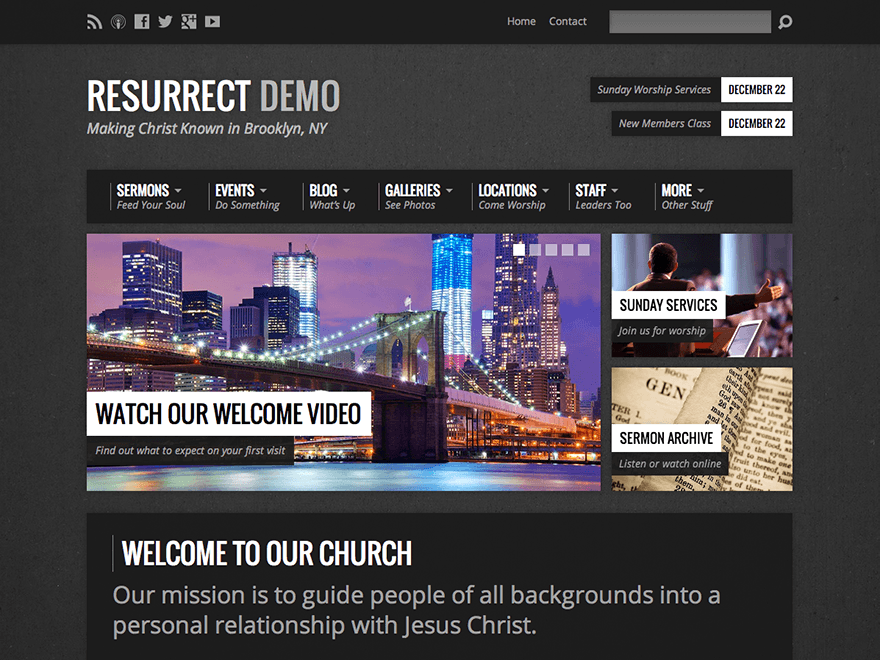 Home Contact
RESURRECT DEMO
Making Christ Known in Brooklyn, NY
Sunday Worship Services DECEMBER 22
New Members Class DECEMBER 22
SERMONS EVENTS BLOG GALLERIES LOCATIONS STAFF MORE
Feed Your Soul Do Something What's Up See Photos Come Worship Leaders Too Other Stuff
WATCH OUR WELCOME VIDEO
Find out what to expect on your first visit
SUNDAY SERVICES
Join us for worship
GEN
SERMON ARCHIVE
Listen or watch online
WELCOME TO OUR CHURCH
Our mission is to guide people of all backgrounds into a
personal relationship with Jesus Christ.